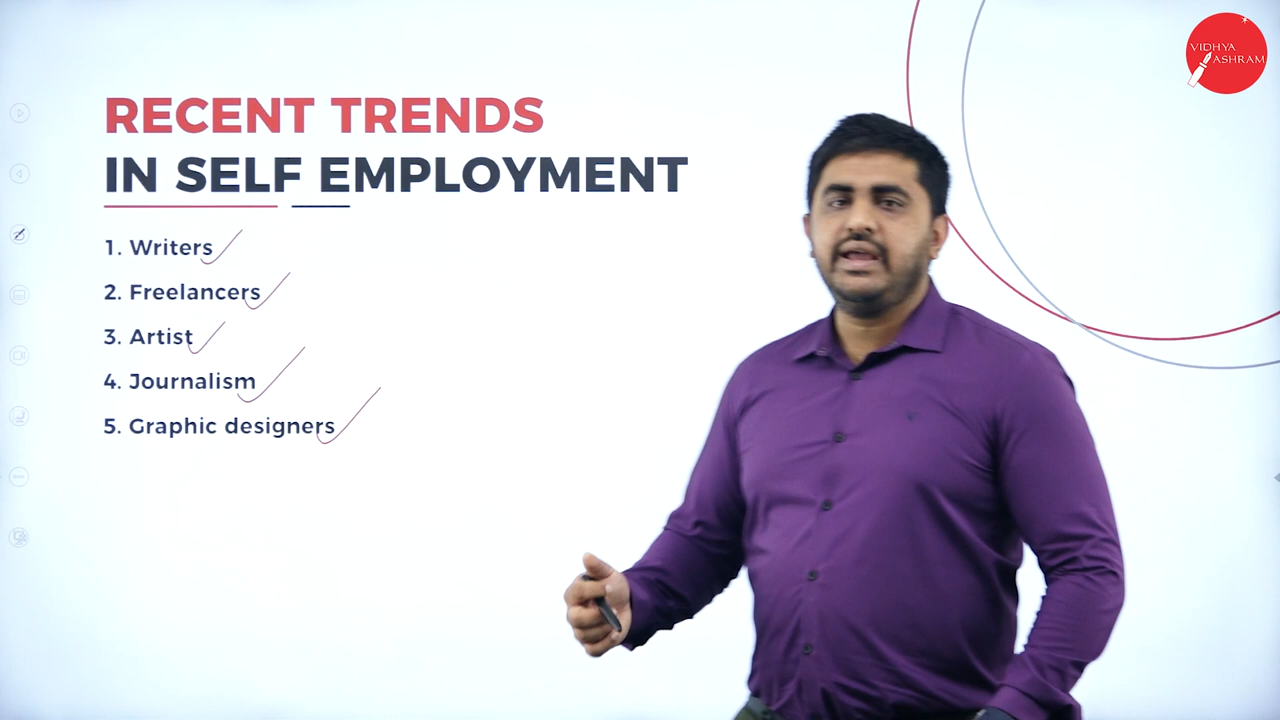 RECENT TRENDS
IN SELF EMPLOYMENT
1. Writers
2. Freelancers
3. Artist
4. Journalism
5. Graphic designers
VIDHYA
ASHRAM